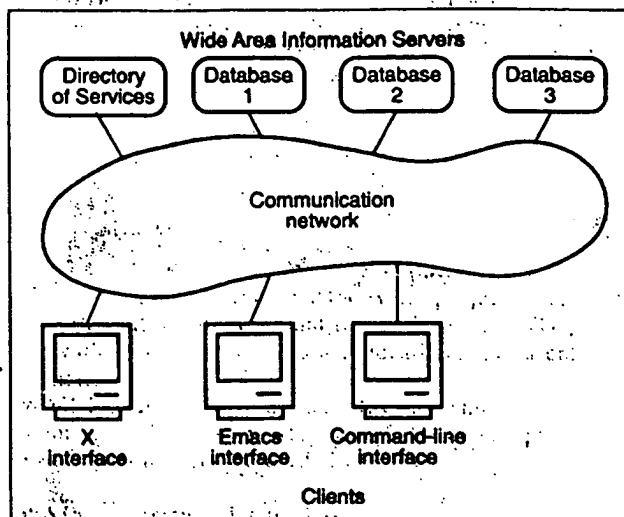 Wide Area Information Servers
Directory
of Services
Database
1
Database
2
Database
3
Communication
network
X
interface
Emacs
interface
Command-line
interface
Clients